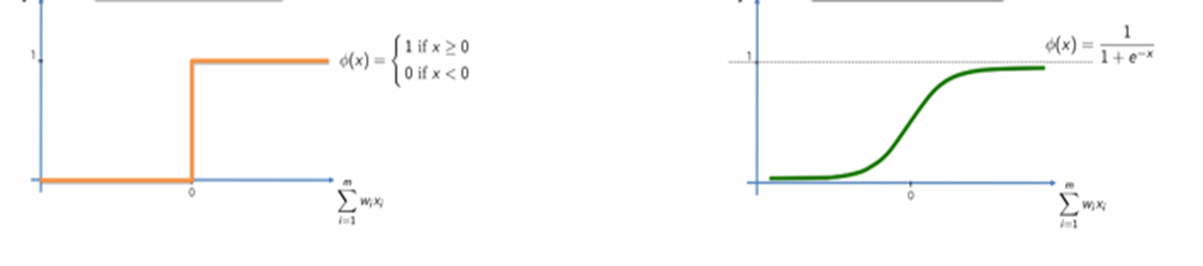 1
ϕ(x) = { 1 if x ≥ 0
0 if x < 0
0
m
∑ wᵢxᵢ
i=1
ϕ(x) = 1
1 + e⁻ˣ
1
0
m
∑ wᵢxᵢ
i=1